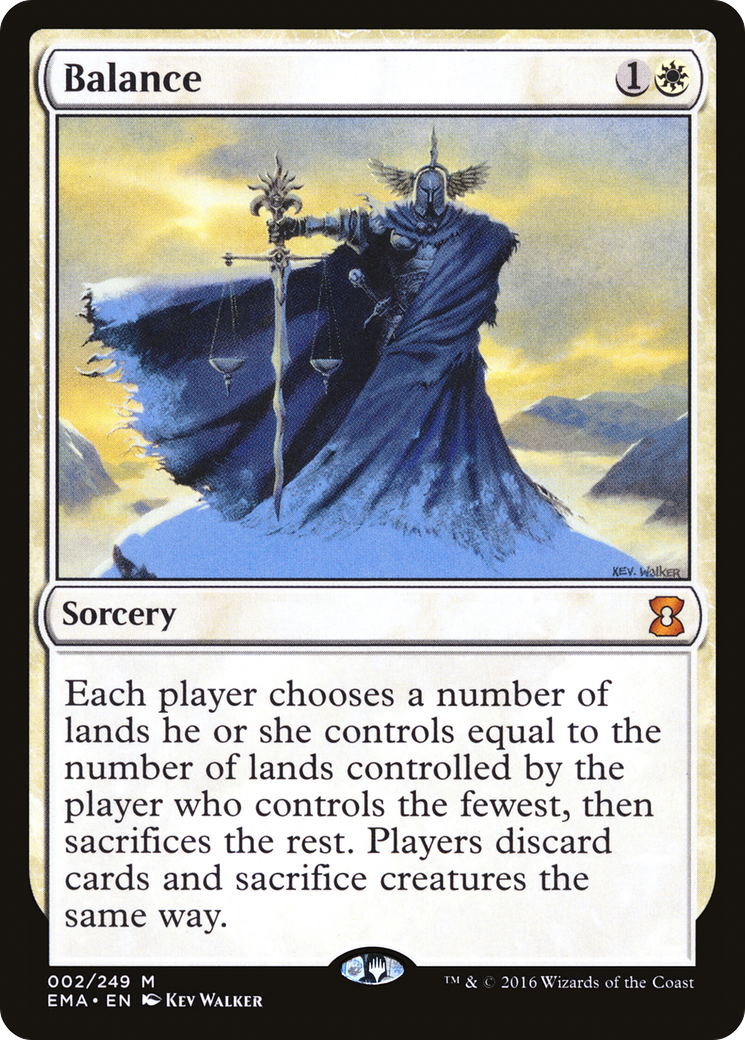 Balance 1
KEV. WALKER
Sorcery
Each player chooses a number of
lands he or she controls equal to the
number of lands controlled by the
player who controls the fewest, then
sacrifices the rest. Players discard
cards and sacrifice creatures the
same way.
002/249 M
™ & © 2016 Wizards of the Coast
EMA • EN Kev Walker